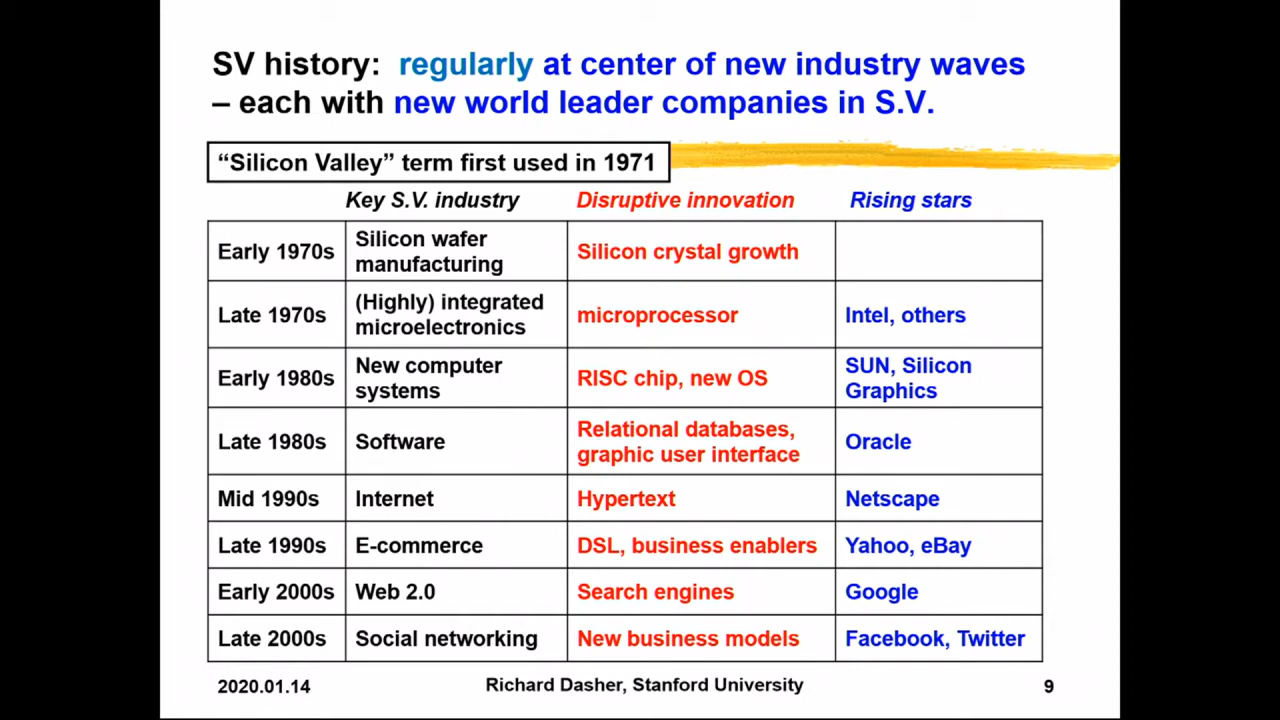 SV history: regularly at center of new industry waves
– each with new world leader companies in S.V.
“Silicon Valley” term first used in 1971
Key S.V. industry Disruptive innovation Rising stars
Early 1970s Silicon wafer manufacturing Silicon crystal growth
Late 1970s (Highly) integrated microelectronics microprocessor Intel, others
Early 1980s New computer systems RISC chip, new OS SUN, Silicon Graphics
Late 1980s Software Relational databases, graphic user interface Oracle
Mid 1990s Internet Hypertext Netscape
Late 1990s E-commerce DSL, business enablers Yahoo, eBay
Early 2000s Web 2.0 Search engines Google
Late 2000s Social networking New business models Facebook, Twitter
2020.01.14 Richard Dasher, Stanford University 9